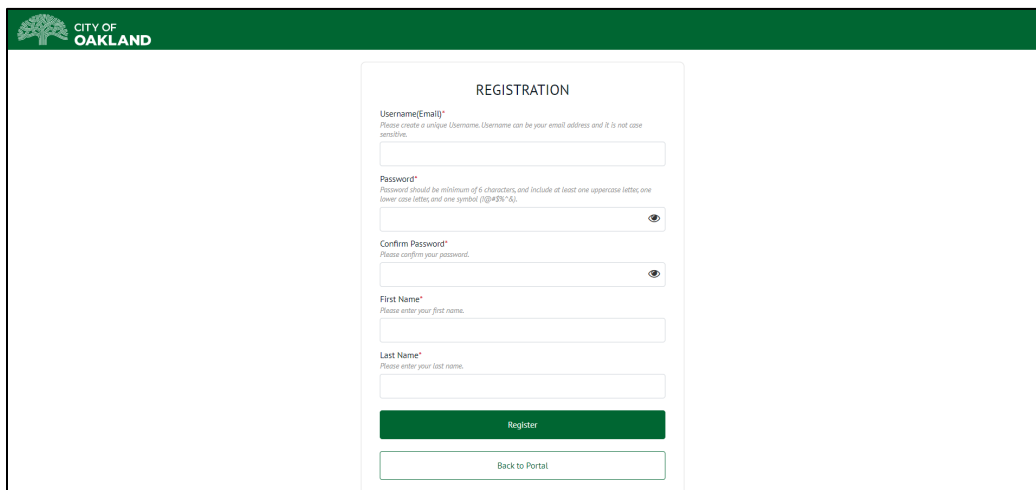 CITY OF
OAKLAND
REGISTRATION
Username(Email)*
Please create a unique Username. Username can be your email address and it is not case
sensitive.
Password*
Password should be minimum of 6 characters, and include at least one uppercase letter, one
lower case letter, and one symbol (!@#$%^&).
Confirm Password*
Please confirm your password.
First Name*
Please enter your first name.
Last Name*
Please enter your last name.
Register
Back to Portal